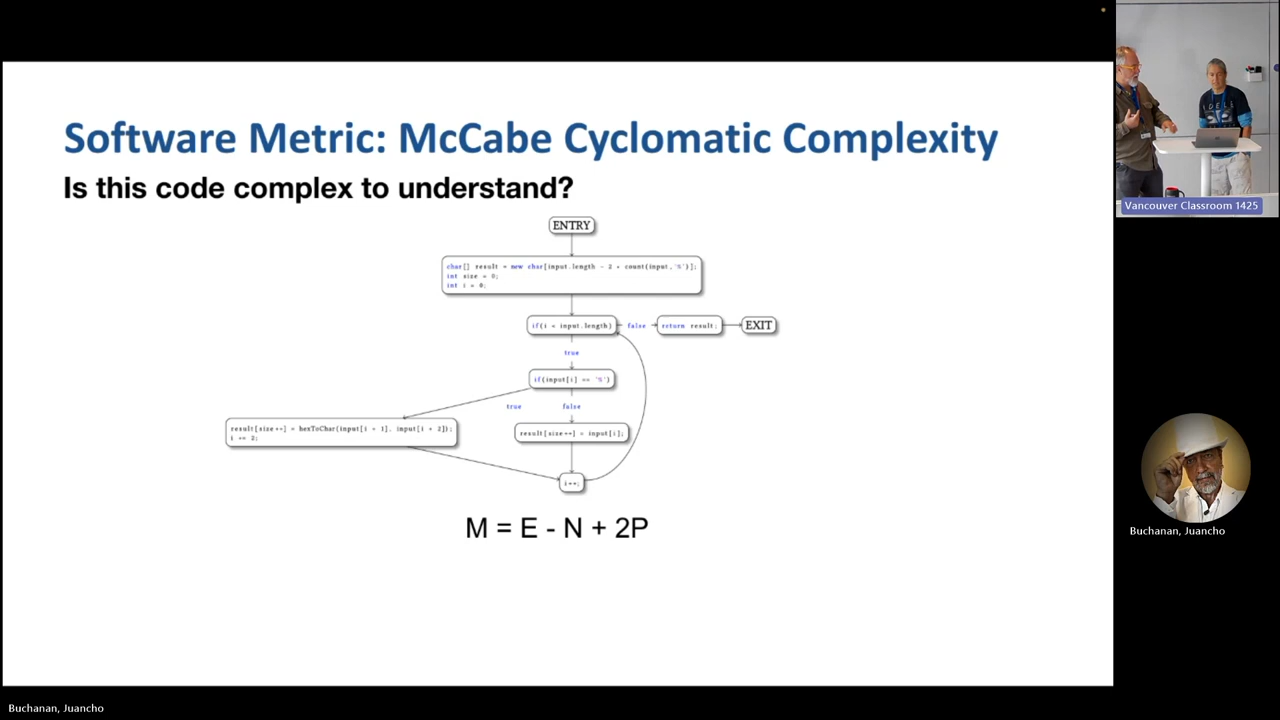 Software Metric: McCabe Cyclomatic Complexity
Is this code complex to understand?
ENTRY
char[] result = new char[input.length - 2 * count(input,'%')];
int size = 0;
int i = 0;
if(i < input.length)
false
return result;
EXIT
true
if(input[i] == '%')
true
false
result[size++] = hexToChar(input[i + 1], input[i + 2]);
i += 2;
result[size++] = input[i];
i++;
M = E - N + 2P
Vancouver Classroom 1425
Buchanan, Juancho
Buchanan, Juancho